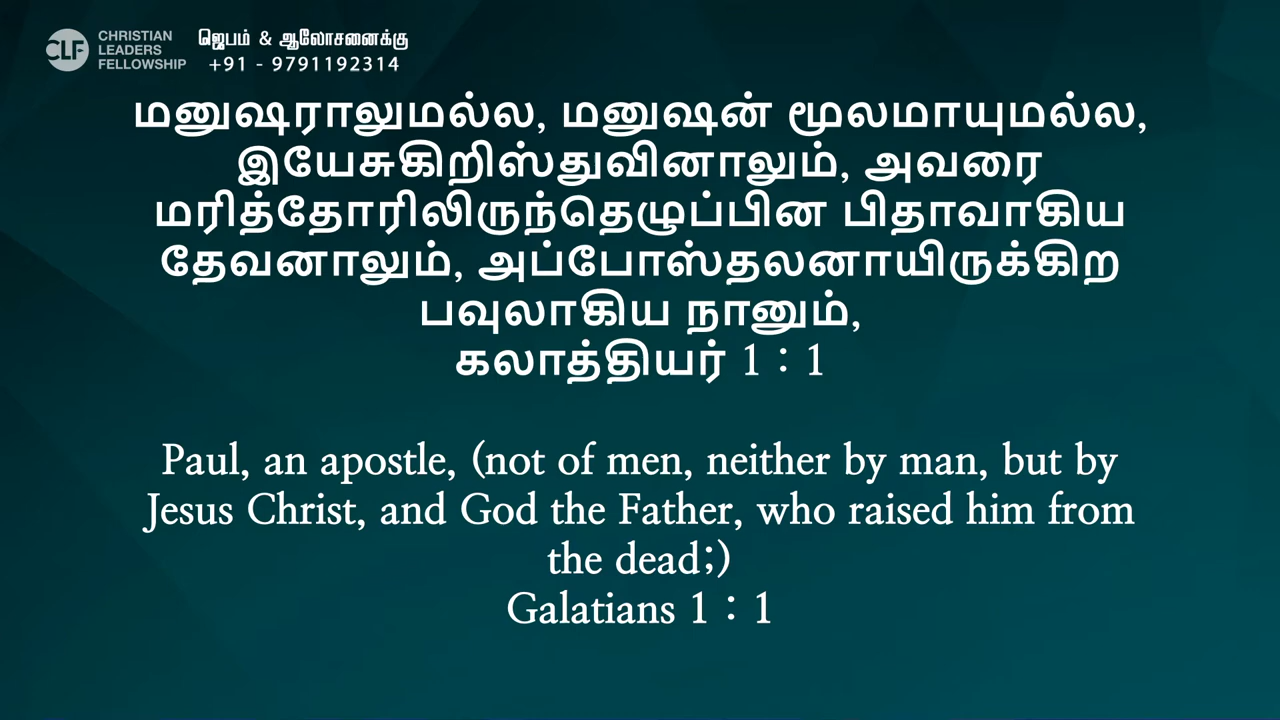 CLF
CHRISTIAN
LEADERS
FELLOWSHIP
ஜெபம் & ஆலோசனைக்கு
+91 - 9791192314
மனுஷராலுமல்ல, மனுஷன் மூலமாயுமல்ல,
இயேசுகிறிஸ்துவினாலும், அவரை
மரித்தோரிலிருந்தெழுப்பின பிதாவாகிய
தேவனாலும், அப்போஸ்தலனாயிருக்கிற
பவுலாகிய நானும்,
கலாத்தியர் 1 : 1
Paul, an apostle, (not of men, neither by man, but by
Jesus Christ, and God the Father, who raised him from
the dead;)
Galatians 1 : 1